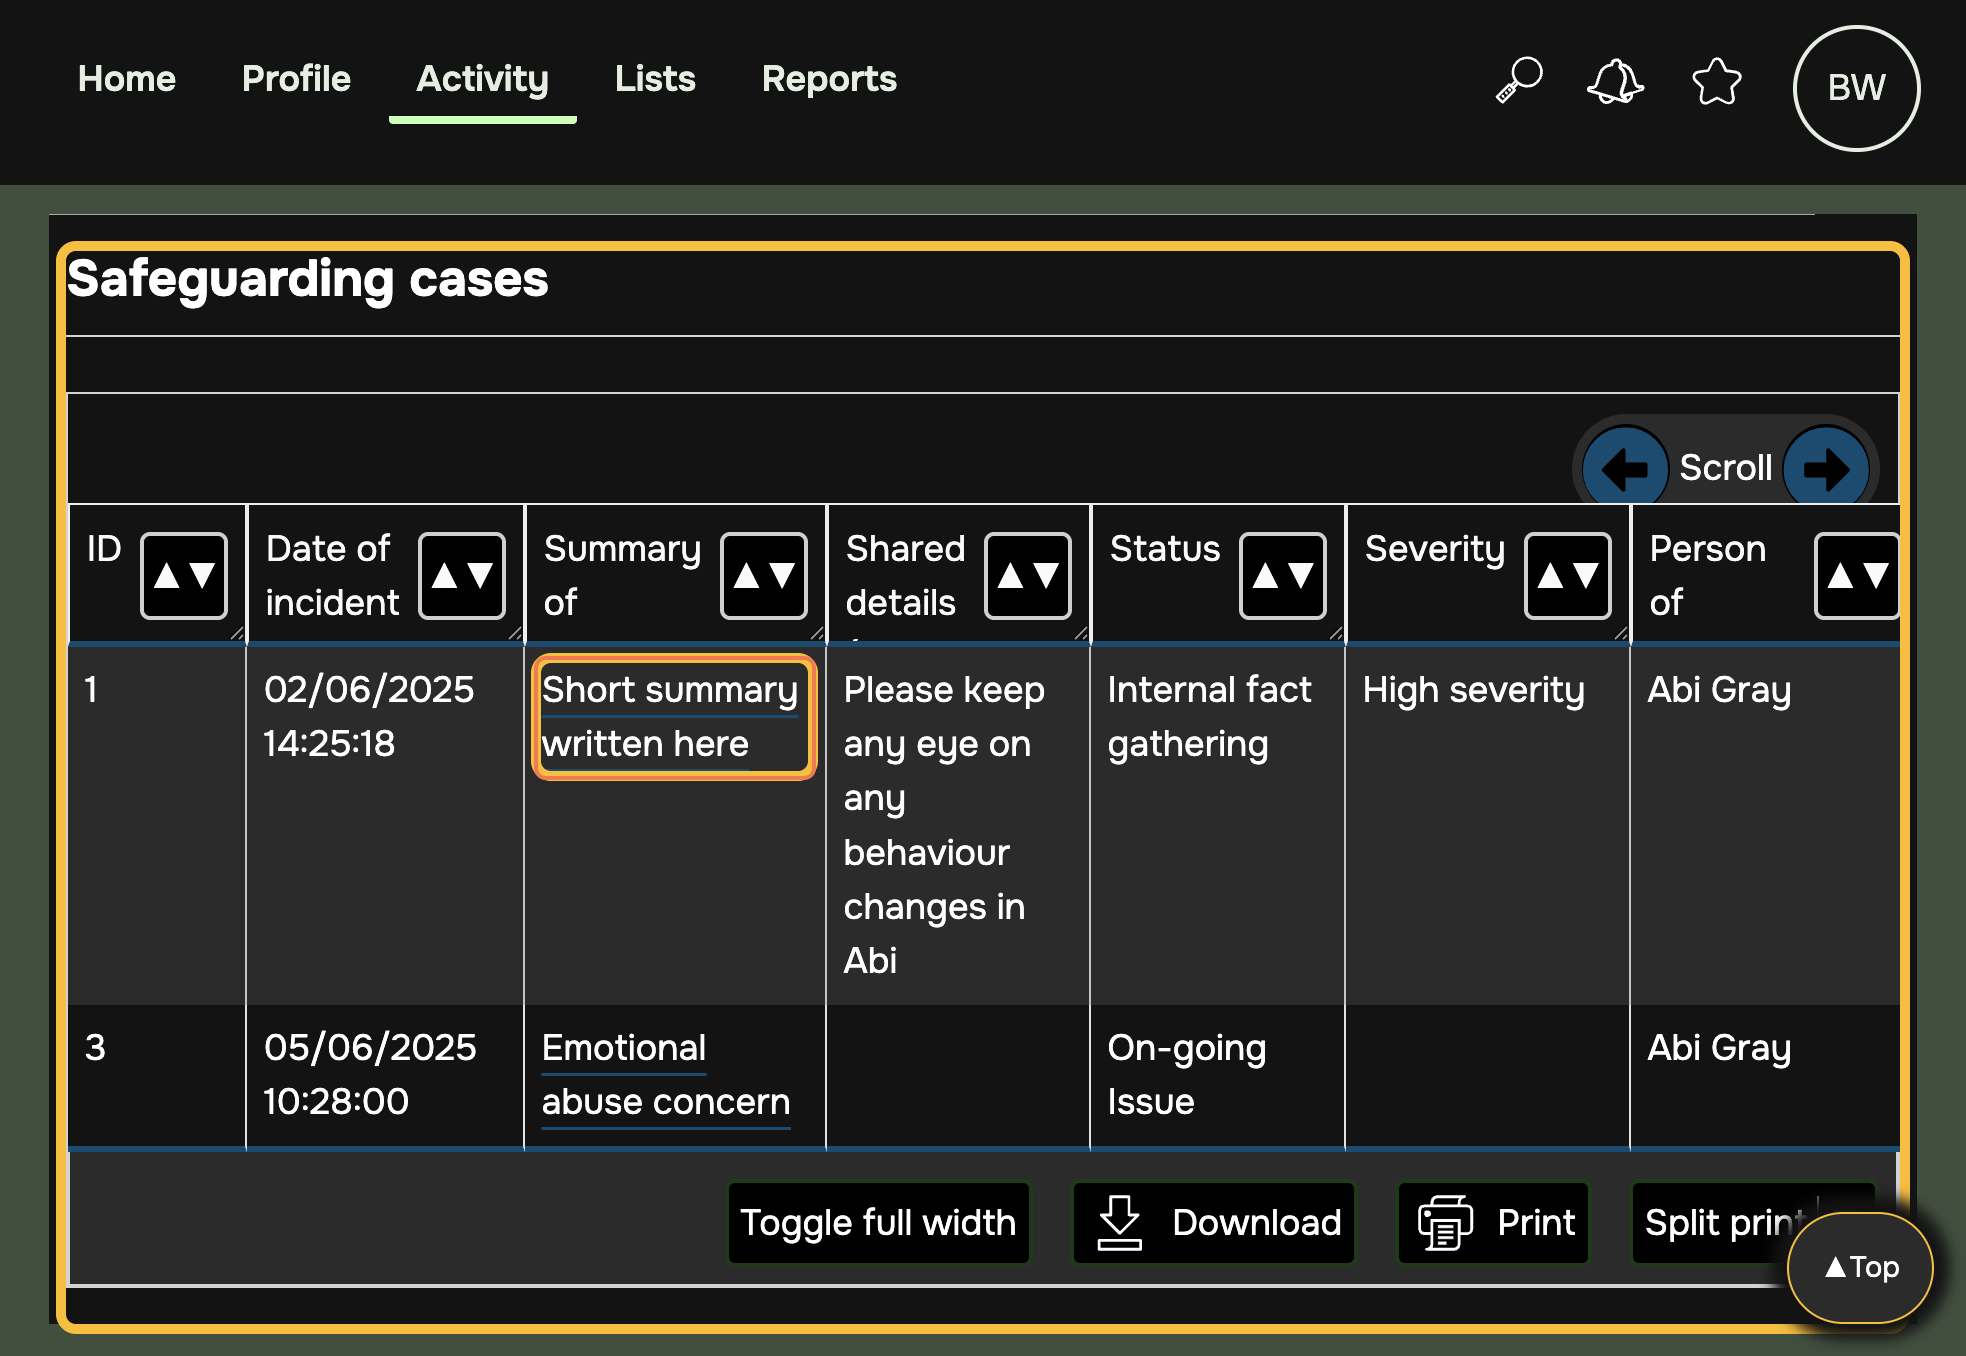 Home Profile Activity Lists Reports BW
Safeguarding cases
Scroll
ID Date of Summary Shared Status Severity Person
incident of details of
1 02/06/2025 Short summary Please keep Internal fact High severity Abi Gray
14:25:18 written here any eye on gathering
any
behaviour
changes in
Abi
3 05/06/2025 Emotional On-going Abi Gray
10:28:00 abuse concern Issue
Toggle full width Download Print Split print
▲Top